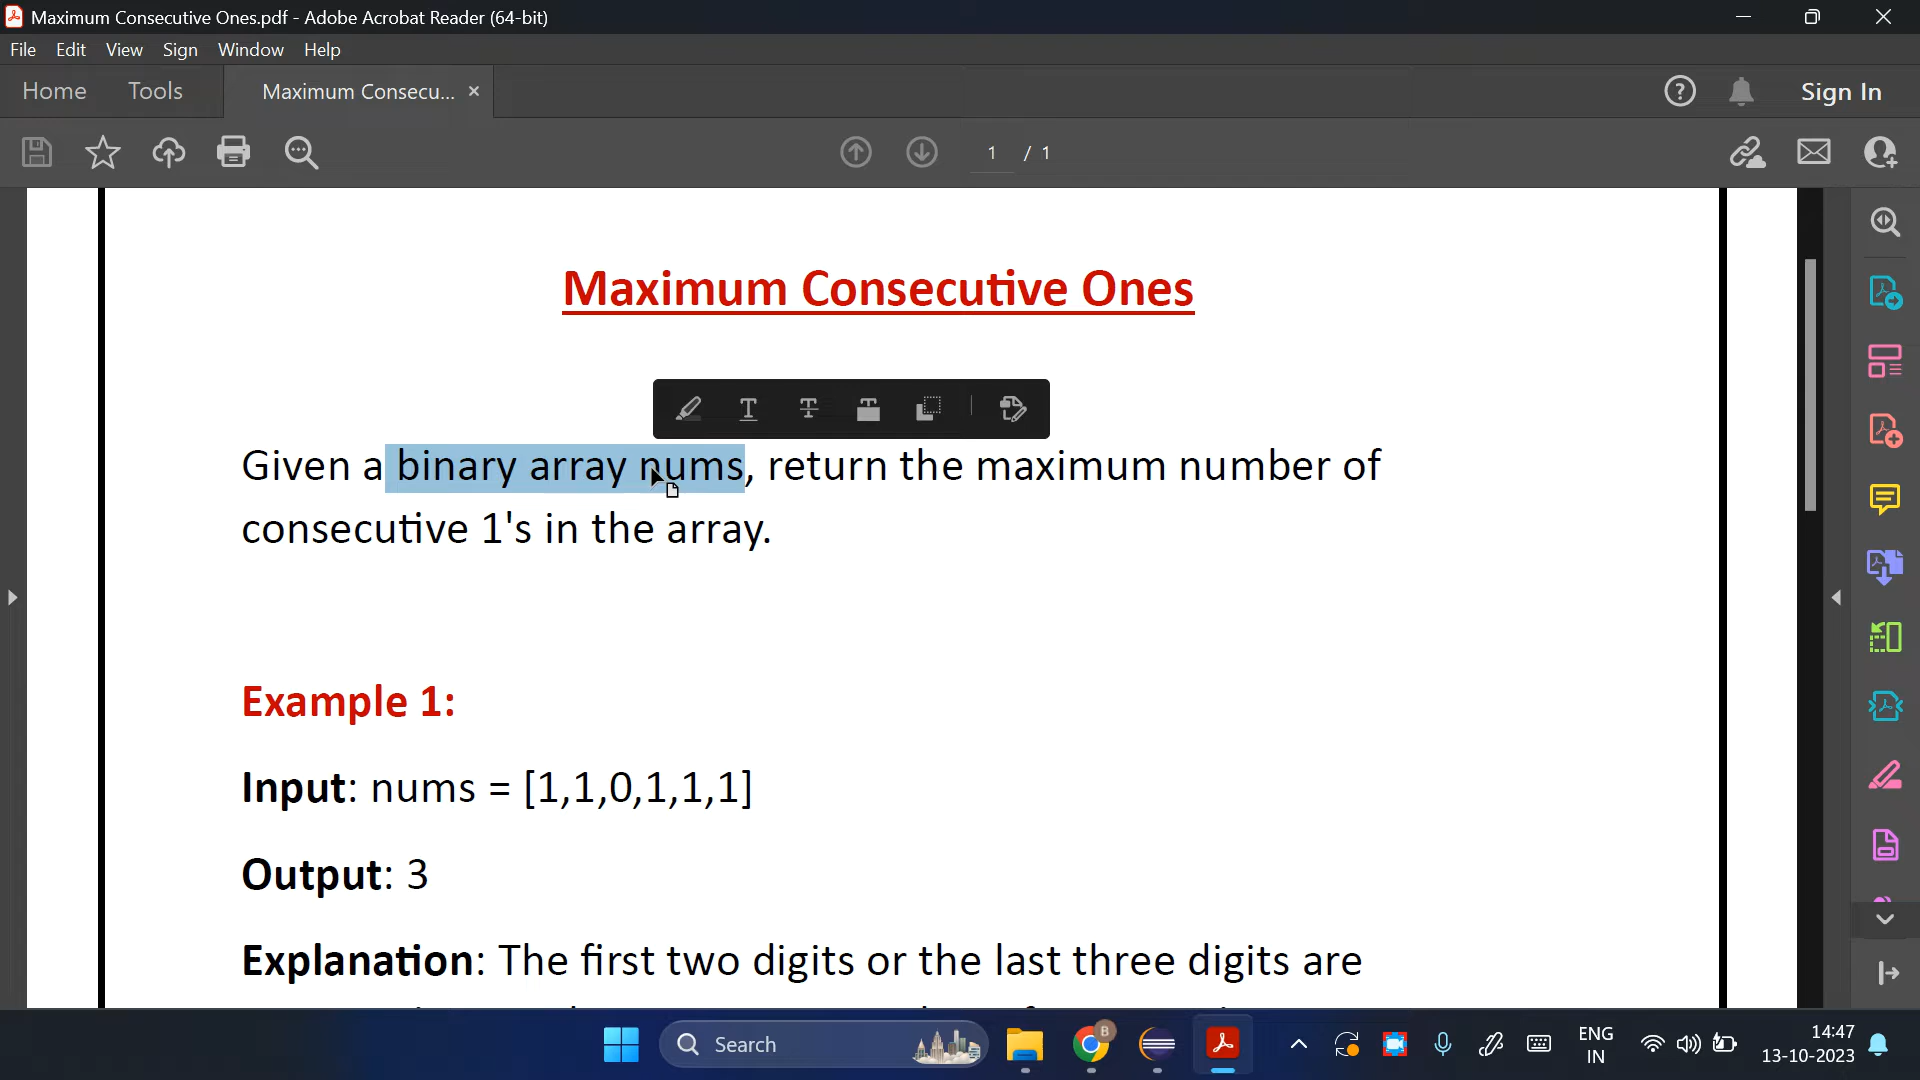 Maximum Consecutive Ones.pdf - Adobe Acrobat Reader (64-bit)
File Edit View Sign Window Help
Home Tools Maximum Consecu... ×
Sign In
1 / 1
Maximum Consecutive Ones
Given a binary array nums, return the maximum number of
consecutive 1's in the array.
Example 1:
Input: nums = [1,1,0,1,1,1]
Output: 3
Explanation: The first two digits or the last three digits are
Search
ENG
IN
14:47
13-10-2023